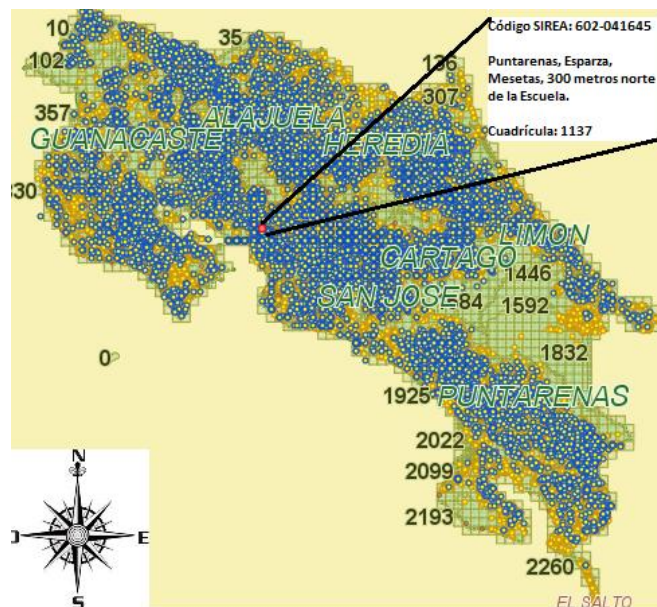 Código SIREA: 602-041645
Puntarenas, Esparza,
Mesetas, 300 metros norte
de la Escuela.
Cuadrícula: 1137
10
35
102
136
307
357
ALAJUELA
GUANACASTE
HEREDIA
830
LIMON
CARTAGO
1446
SAN JOSE
584
1592
0
1832
1925
PUNTARENAS
2022
2099
2193
2260
EL SALTO
N
O
E
S